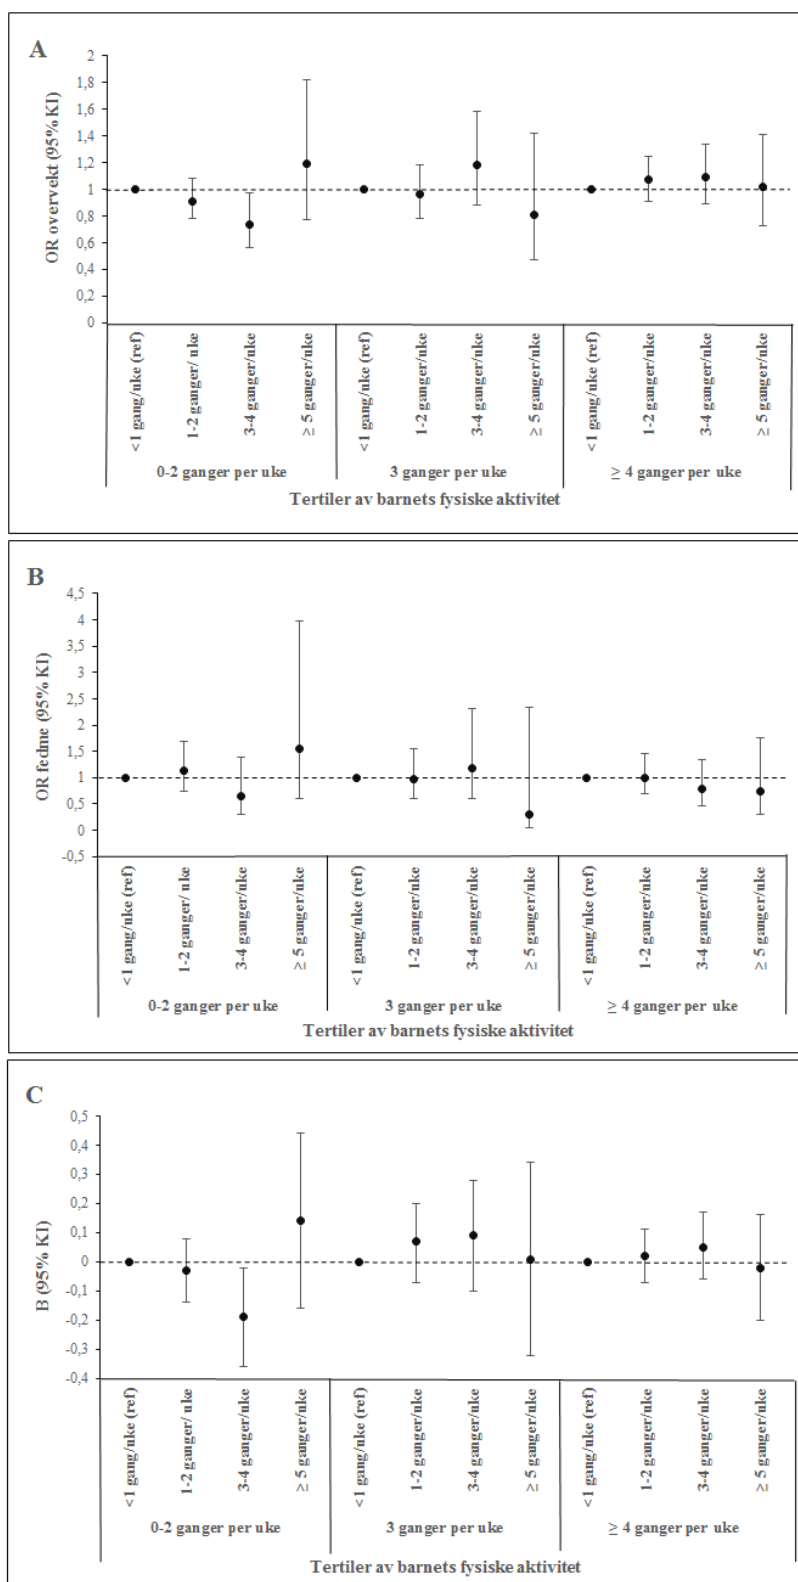 A
OR overvekt (95% KI)
2
1,8
1,6
1,4
1,2
1
0,8
0,6
0,4
0,2
0
<1 gang/uke (ref)
1-2 ganger/ uke
3-4 ganger/uke
≥ 5 ganger/uke
<1 gang/uke (ref)
1-2 ganger/uke
3-4 ganger/uke
≥ 5 ganger/uke
<1 gang/uke (ref)
1-2 ganger/uke
3-4 ganger/uke
≥ 5 ganger/uke
0-2 ganger per uke
3 ganger per uke
≥ 4 ganger per uke
Tertiler av barnets fysiske aktivitet
B
OR fedme (95% KI)
4,5
4
3,5
3
2,5
2
1,5
1
0,5
0
-0,5
<1 gang/uke (ref)
1-2 ganger/ uke
3-4 ganger/uke
≥ 5 ganger/uke
<1 gang/uke (ref)
1-2 ganger/uke
3-4 ganger/uke
≥ 5 ganger/uke
<1 gang/uke (ref)
1-2 ganger/uke
3-4 ganger/uke
≥ 5 ganger/uke
0-2 ganger per uke
3 ganger per uke
≥ 4 ganger per uke
Tertiler av barnets fysiske aktivitet
C
B (95% KI)
0,5
0,4
0,3
0,2
0,1
0
-0,1
-0,2
-0,3
-0,4
<1 gang/uke (ref)
1-2 ganger/ uke
3-4 ganger/uke
≥ 5 ganger/uke
<1 gang/uke (ref)
1-2 ganger/uke
3-4 ganger/uke
≥ 5 ganger/uke
<1 gang/uke (ref)
1-2 ganger/uke
3-4 ganger/uke
≥ 5 ganger/uke
0-2 ganger per uke
3 ganger per uke
≥ 4 ganger per uke
Tertiler av barnets fysiske aktivitet